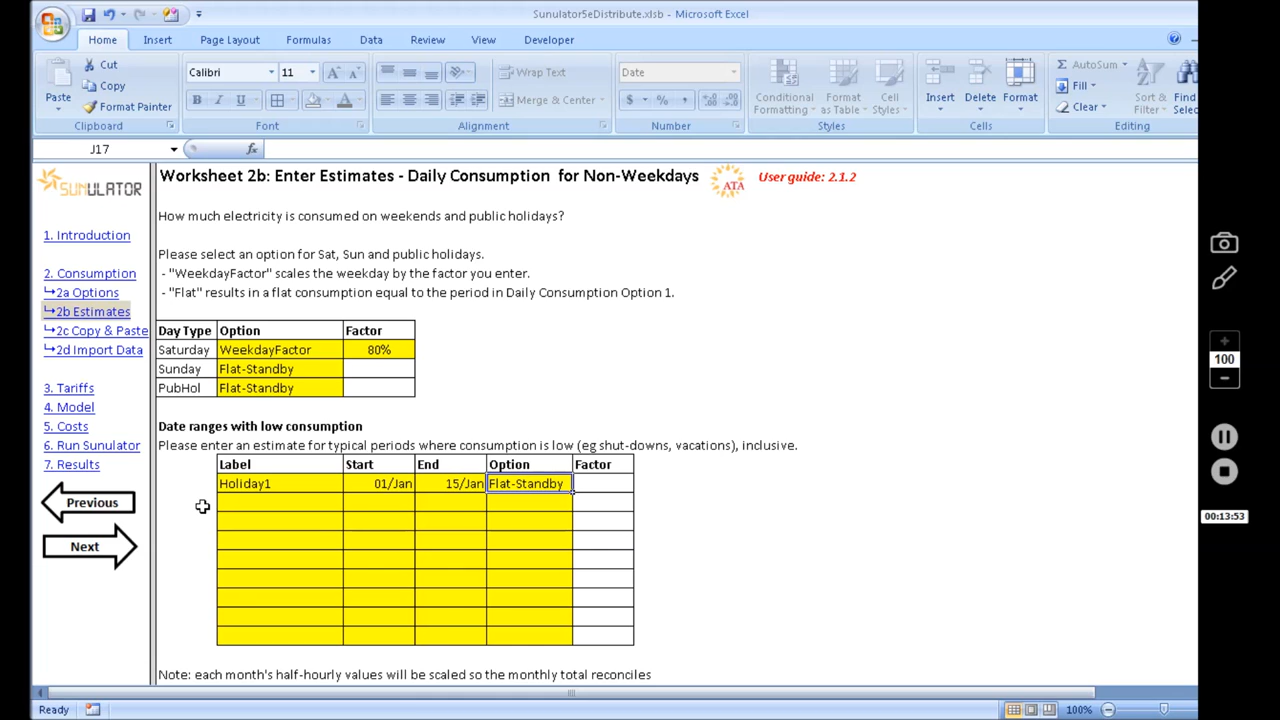 Sunulator5eDistribute.xlsb - Microsoft Excel
Home Insert Page Layout Formulas Data Review View Developer
Paste
Cut
Copy
Format Painter
Clipboard
Calibri 11
B I U
Font
Wrap Text
Merge & Center
Alignment
Date
$ % ,
Number
Conditional Formatting
Format as Table
Cell Styles
Styles
Insert Delete Format
Cells
AutoSum
Fill
Clear
Sort & Filter
Find
Selec
Editing
J17 fx
SUNULATOR
1. Introduction
2. Consumption
2a Options
2b Estimates
2c Copy & Paste
2d Import Data
3. Tariffs
4. Model
5. Costs
6. Run Sunulator
7. Results
Previous
Next
Worksheet 2b: Enter Estimates - Daily Consumption for Non-Weekdays
ATA
User guide: 2.1.2
How much electricity is consumed on weekends and public holidays?
Please select an option for Sat, Sun and public holidays.
- "WeekdayFactor" scales the weekday by the factor you enter.
- "Flat" results in a flat consumption equal to the period in Daily Consumption Option 1.
Day Type Option Factor
Saturday WeekdayFactor 80%
Sunday Flat-Standby
PubHol Flat-Standby
Date ranges with low consumption
Please enter an estimate for typical periods where consumption is low (eg shut-downs, vacations), inclusive.
Label Start End Option Factor
Holiday1 01/Jan 15/Jan Flat-Standby
Note: each month's half-hourly values will be scaled so the monthly total reconciles
Ready
100%
100
00:13:53